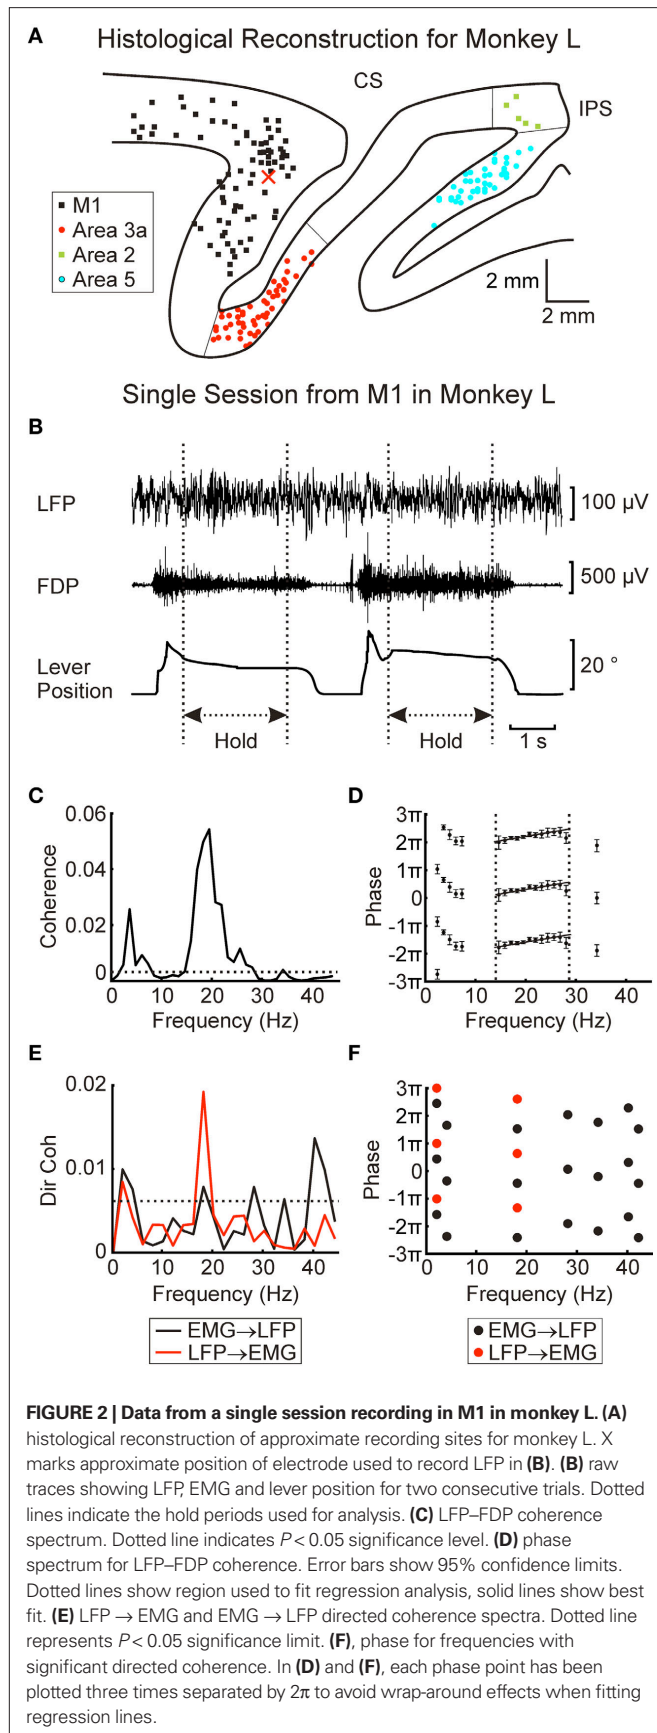 A Histological Reconstruction for Monkey L
CS
IPS
M1
Area 3a
Area 2
Area 5
2 mm
2 mm
Single Session from M1 in Monkey L
B
LFP
100 µV
FDP
500 µV
Lever
Position
20 °
Hold
Hold
1 s
C
0.06
0.04
0.02
0
Coherence
0 10 20 30 40
Frequency (Hz)
D
3π
2π
1π
0
-1π
-2π
-3π
Phase
0 10 20 30 40
Frequency (Hz)
E
0.02
0.01
0
Dir Coh
0 10 20 30 40
Frequency (Hz)
EMG→LFP
LFP→EMG
F
3π
2π
1π
0
-1π
-2π
-3π
Phase
0 10 20 30 40
Frequency (Hz)
EMG→LFP
LFP→EMG
FIGURE 2 | Data from a single session recording in M1 in monkey L. (A)
histological reconstruction of approximate recording sites for monkey L. X
marks approximate position of electrode used to record LFP in (B). (B) raw
traces showing LFP, EMG and lever position for two consecutive trials. Dotted
lines indicate the hold periods used for analysis. (C) LFP–FDP coherence
spectrum. Dotted line indicates P < 0.05 significance level. (D) phase
spectrum for LFP–FDP coherence. Error bars show 95% confidence limits.
Dotted lines show region used to fit regression analysis, solid lines show best
fit. (E) LFP → EMG and EMG → LFP directed coherence spectra. Dotted line
represents P < 0.05 significance limit. (F), phase for frequencies with
significant directed coherence. In (D) and (F), each phase point has been
plotted three times separated by 2π to avoid wrap-around effects when fitting
regression lines.